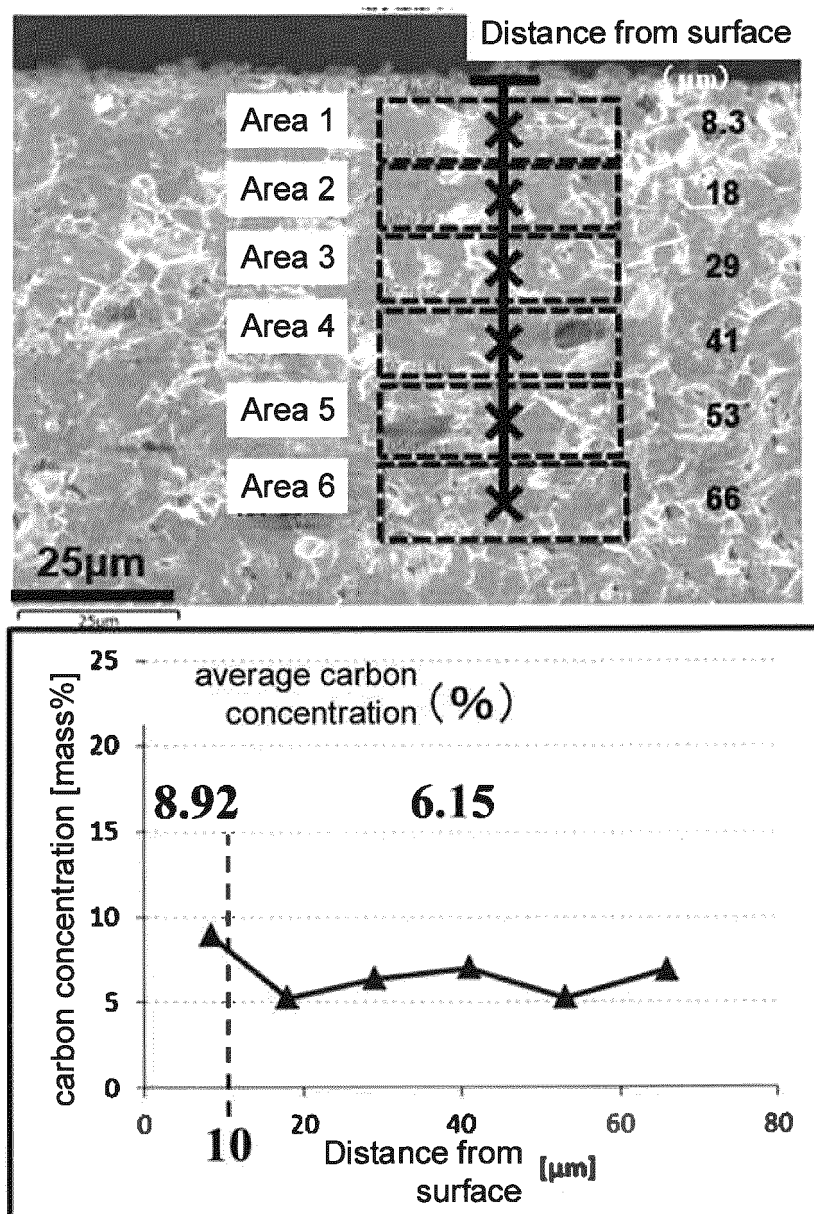 Distance from surface
(μm)
Area 1
8.3
Area 2
18
Area 3
29
Area 4
41
Area 5
53
Area 6
66
25μm
25μm
average carbon
concentration (%)
8.92
6.15
carbon concentration [mass%]
25
20
15
10
5
0
0
20
40
60
80
10
Distance from
surface
[μm]